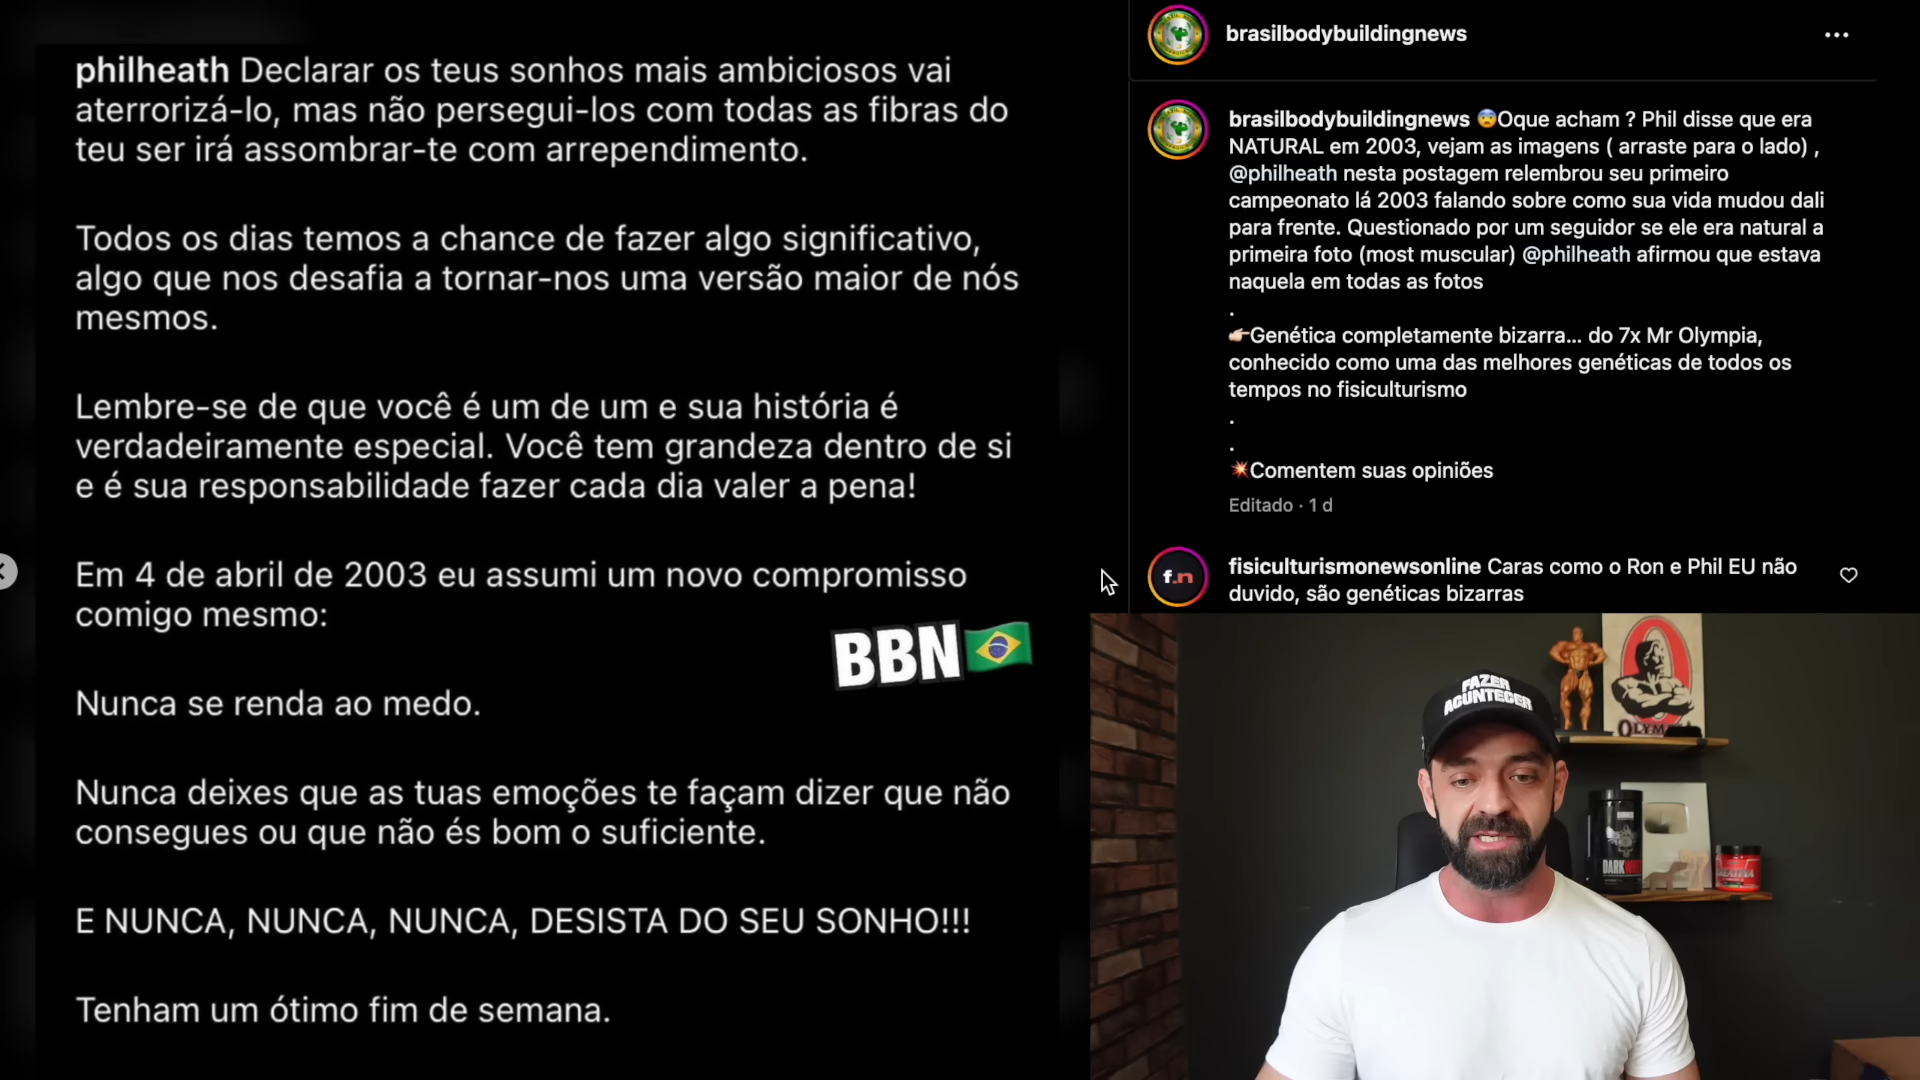 philheath Declarar os teus sonhos mais ambiciosos vai
aterrorizá-lo, mas não persegui-los com todas as fibras do
teu ser irá assombrar-te com arrependimento.
Todos os dias temos a chance de fazer algo significativo,
algo que nos desafia a tornar-nos uma versão maior de nós
mesmos.
Lembre-se de que você é um de um e sua história é
verdadeiramente especial. Você tem grandeza dentro de si
e é sua responsabilidade fazer cada dia valer a pena!
Em 4 de abril de 2003 eu assumi um novo compromisso
comigo mesmo:
BBN
Nunca se renda ao medo.
Nunca deixes que as tuas emoções te façam dizer que não
consegues ou que não és bom o suficiente.
E NUNCA, NUNCA, NUNCA, DESISTA DO SEU SONHO!!!
Tenham um ótimo fim de semana.
brasilbodybuildingnews
brasilbodybuildingnews 😨Oque acham ? Phil disse que era
NATURAL em 2003, vejam as imagens ( arraste para o lado) ,
@philheath nesta postagem relembrou seu primeiro
campeonato lá 2003 falando sobre como sua vida mudou dali
para frente. Questionado por um seguidor se ele era natural a
primeira foto (most muscular) @philheath afirmou que estava
naquela em todas as fotos
.
👉🏻Genética completamente bizarra... do 7x Mr Olympia,
conhecido como uma das melhores genéticas de todos os
tempos no fisiculturismo
.
.
💥Comentem suas opiniões
Editado · 1 d
f.n
fisiculturismonewsonline Caras como o Ron e Phil EU não
duvido, são genéticas bizarras
FAZER
ACONTECER
OLYM
DARK